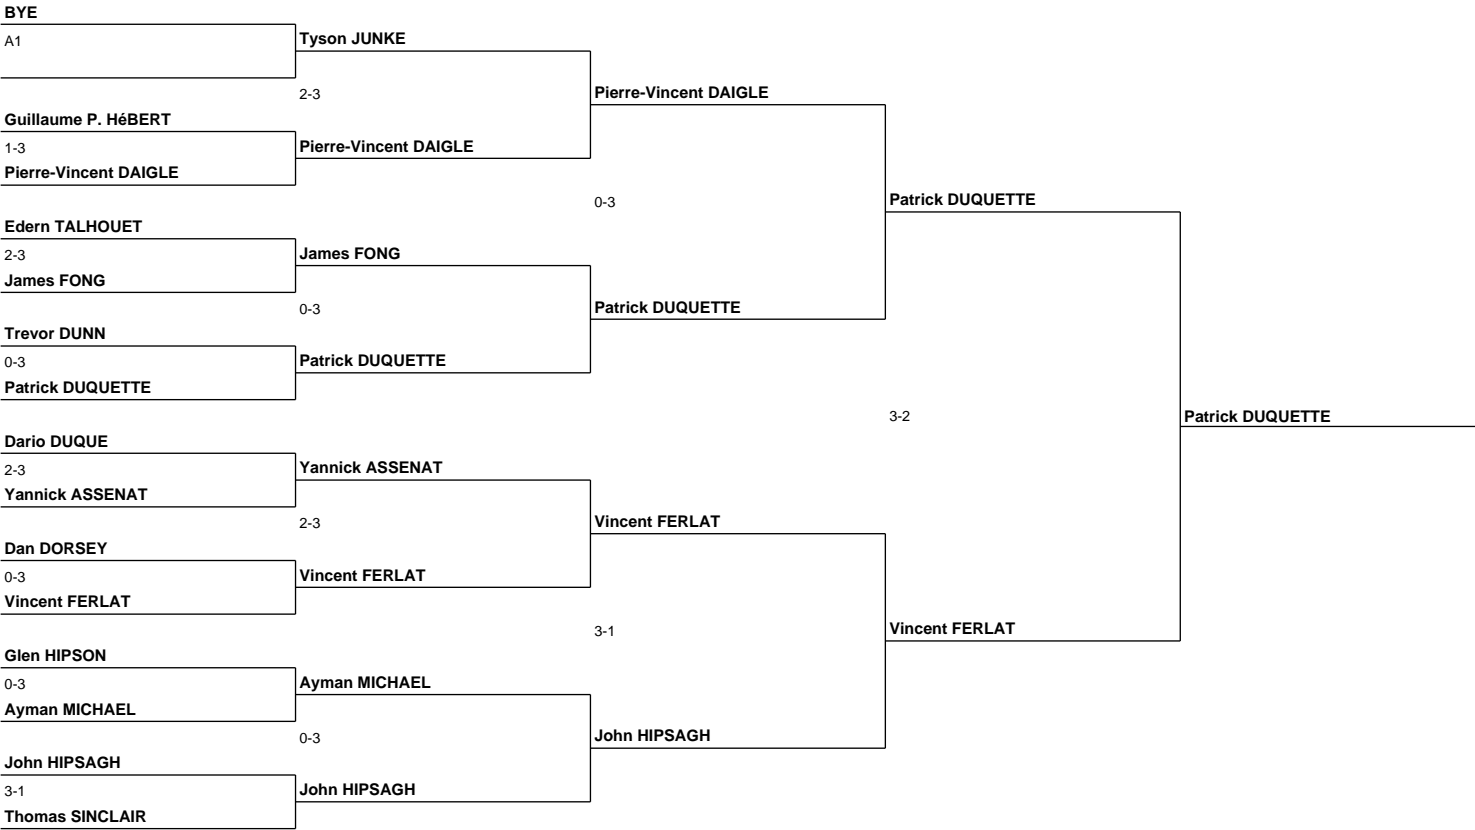 BYE
A1
Tyson JUNKE
2-3
Pierre-Vincent DAIGLE
Guillaume P. HéBERT
1-3
Pierre-Vincent DAIGLE
Pierre-Vincent DAIGLE
0-3
Patrick DUQUETTE
Edern TALHOUET
2-3
James FONG
James FONG
0-3
Patrick DUQUETTE
Trevor DUNN
0-3
Patrick DUQUETTE
Patrick DUQUETTE
3-2
Patrick DUQUETTE
Dario DUQUE
2-3
Yannick ASSENAT
Yannick ASSENAT
2-3
Vincent FERLAT
Dan DORSEY
0-3
Vincent FERLAT
Vincent FERLAT
3-1
Vincent FERLAT
Glen HIPSON
0-3
Ayman MICHAEL
Ayman MICHAEL
0-3
John HIPSAGH
John HIPSAGH
3-1
Thomas SINCLAIR
John HIPSAGH